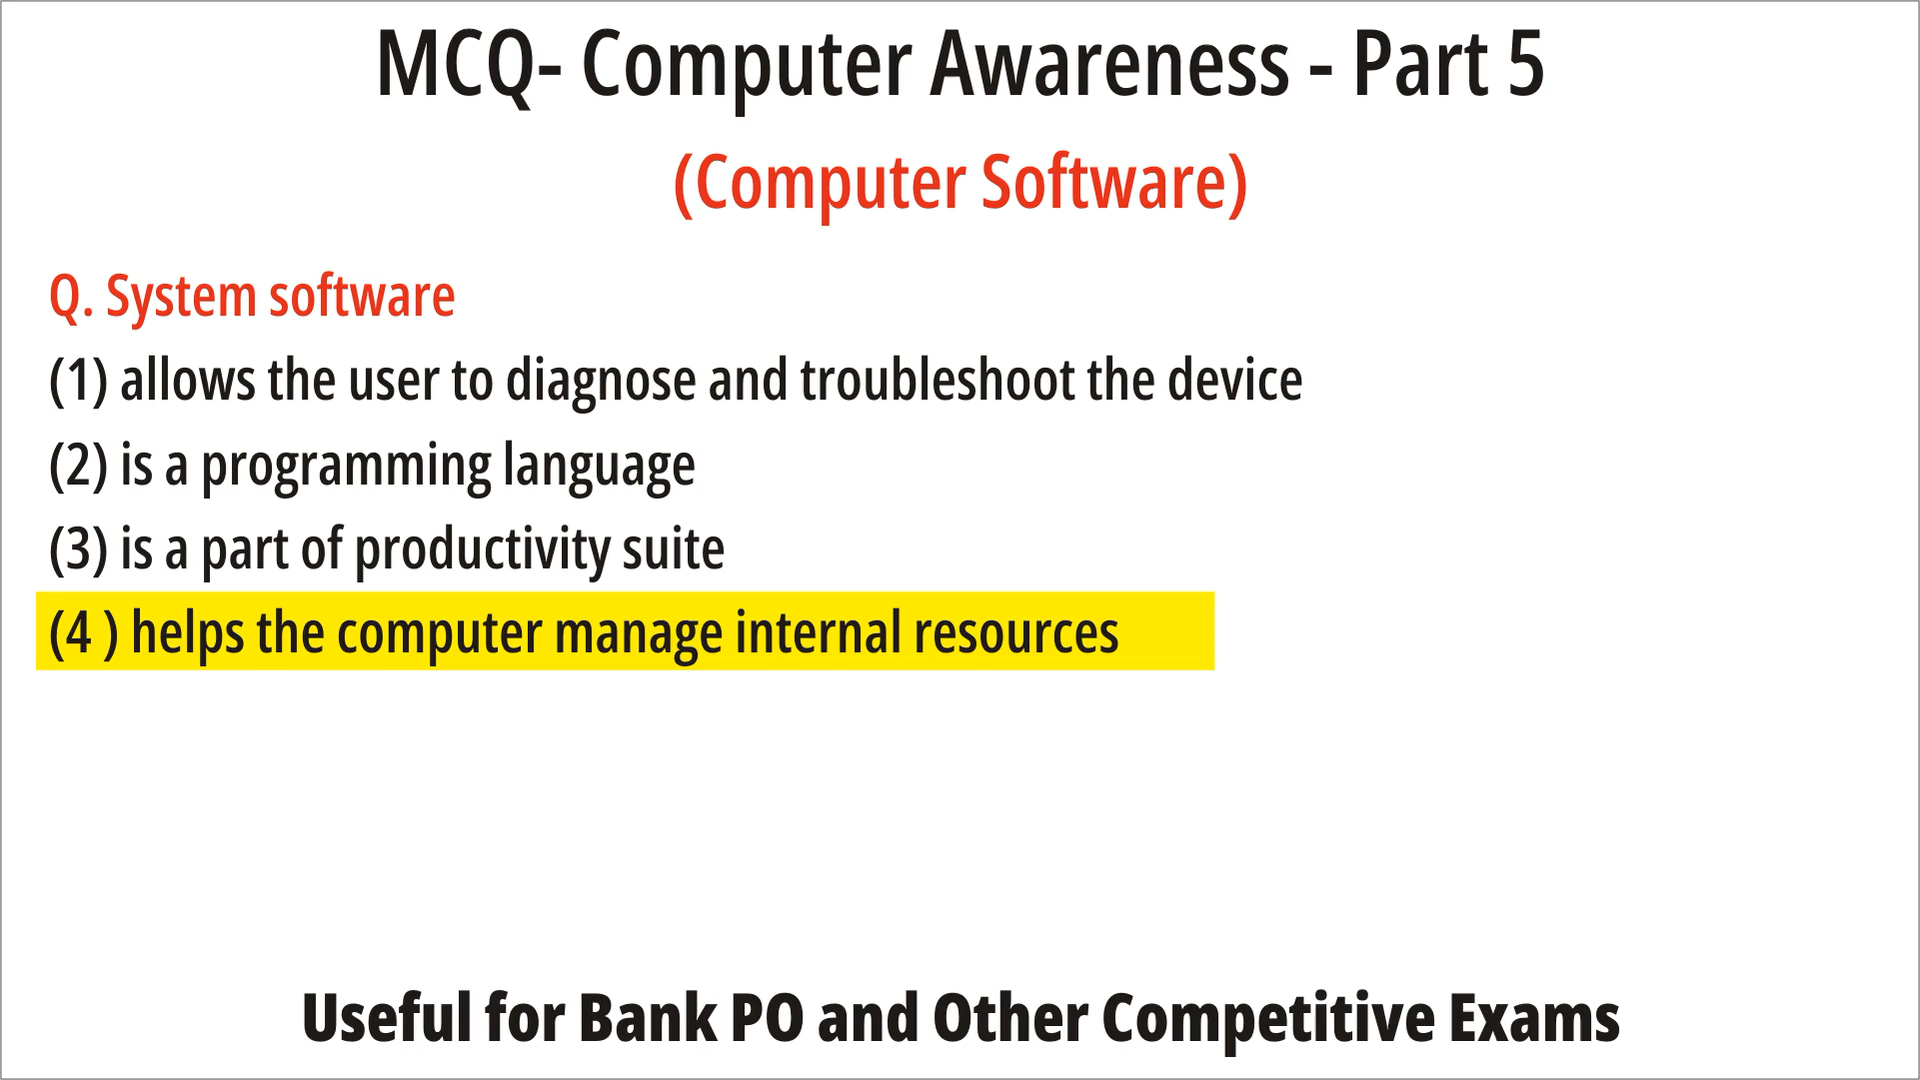 MCQ- Computer Awareness - Part 5
(Computer Software)
Q. System software
(1) allows the user to diagnose and troubleshoot the device
(2) is a programming language
(3) is a part of productivity suite
(4 ) helps the computer manage internal resources
Useful for Bank PO and Other Competitive Exams